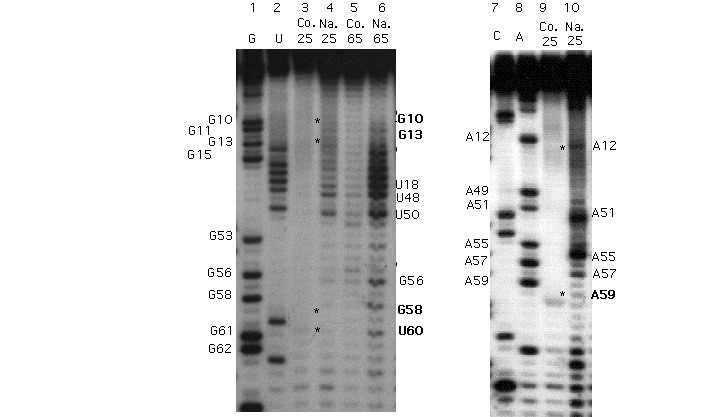 1 2 3 4 5 6
Co. Na. Co. Na.
G U 25 25 65 65
G10
G11
G13
G15
G53
G56
G58
G61
G62
*
*
*
*
G10
G13
U18
U48
U50
G56
G58
U60
7 8 9 10
Co. Na.
C A 25 25
A12
A49
A51
A55
A57
A59
*
*
A12
A51
A55
A57
A59